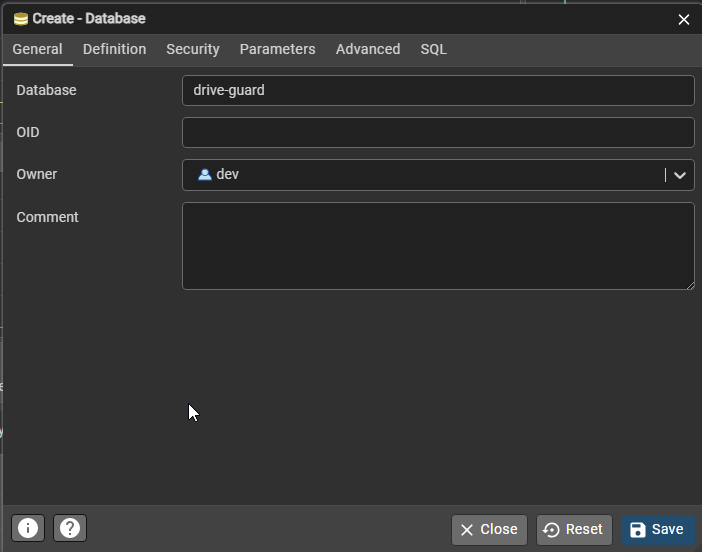 Create - Database
General Definition Security Parameters Advanced SQL
Database drive-guard
OID
Owner dev
Comment
Close Reset Save